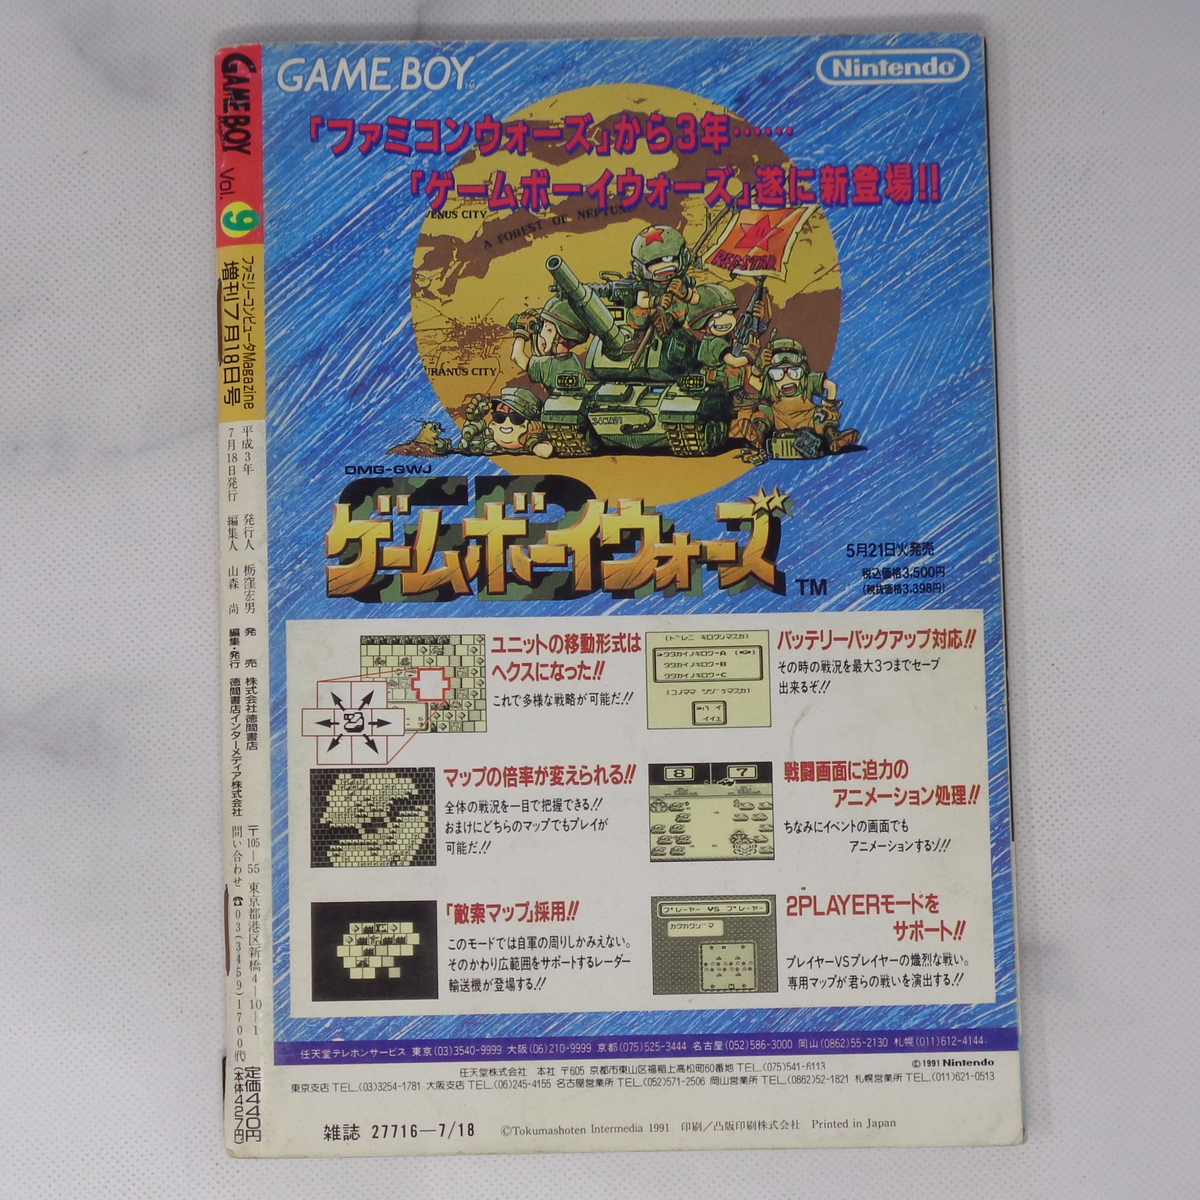 GAME BOY™
Nintendo
「ファミコンウォーズ」から3年……
「ゲームボーイウォーズ」遂に新登場!!
VENUS CITY
A FOREST OF NEPTUN
RED STAR
URANUS CITY
DMG-GWJ
ゲームボーイウォーズ
TM
5月21日火発売
税込価格3,500円
(税抜価格3,398円)
ユニットの移動形式は
ヘクスになった!!
これで多様な戦略が可能だ!!
バッテリーバックアップ対応!!
その時の戦況を最大3つまでセーブ
出来るぞ!!
マップの倍率が変えられる!!
全体の戦況を一目で把握できる!!
おまけにどちらのマップでもプレイが
可能だ!!
8 7
戦闘画面に迫力の
アニメーション処理!!
ちなみにイベントの画面でも
アニメーションするゾ!!
「敵索マップ」採用!!
このモードでは自軍の周りしかみえない。
そのかわり広範囲をサポートするレーダー
輸送機が登場する!!
プレーヤー VS プレーヤー
2PLAYERモードを
サポート!!
プレイヤーVSプレイヤーの熾烈な戦い。
専用マップが君らの戦いを演出する!!
任天堂テレホンサービス 東京(03)3540-9999 大阪(06)210-9999 京都(075)525-3444 名古屋(052)586-3000 岡山(0862)55-2130 札幌(011)612-4144
©1991 Nintendo
任天堂株式会社 本社 〒605 京都市東山区福稲上高松町60番地 TEL.(075)541-6113
東京支店 TEL.(03)3254-1781 大阪支店 TEL.(06)245-4155 名古屋営業所 TEL.(052)571-2506 岡山営業所 TEL.(0862)52-1821 札幌営業所 TEL.(011)621-0513
雑誌 27716—7/18
©Tokumashoten Intermedia 1991 印刷／凸版印刷株式会社 Printed in Japan
GAME BOY
Vol. 9
ファミリーコンピュータMagazine
増刊7月18日号
平成3年
7月18日発行
発行人 栃窪宏男
編集人 山森 尚
発 売 株式会社徳間書店
編集・発行 徳間書店インターメディア株式会社
〒105—55 東京都港区新橋4—10—1
問い合わせ ☎03(3459)1700(代)
定価440円
(本体427円)